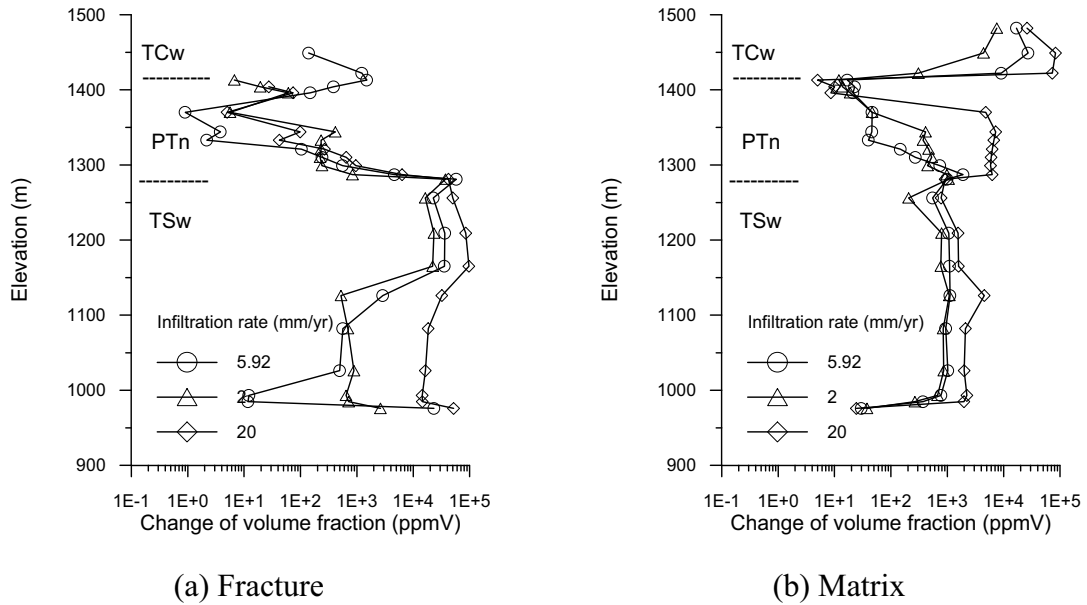 1500
TCw
1400
PTn
1300
TSw
1200
1100
Infiltration rate (mm/yr)
5.92
1000
2
20
900
Elevation (m)
1E-1 1E+0 1E+1 1E+2 1E+3 1E+4 1E+5
Change of volume fraction (ppmV)
(a) Fracture
1500
TCw
1400
PTn
1300
TSw
1200
1100
Infiltration rate (mm/yr)
5.92
1000
2
20
900
Elevation (m)
1E-1 1E+0 1E+1 1E+2 1E+3 1E+4 1E+5
Change of volume fraction (ppmV)
(b) Matrix